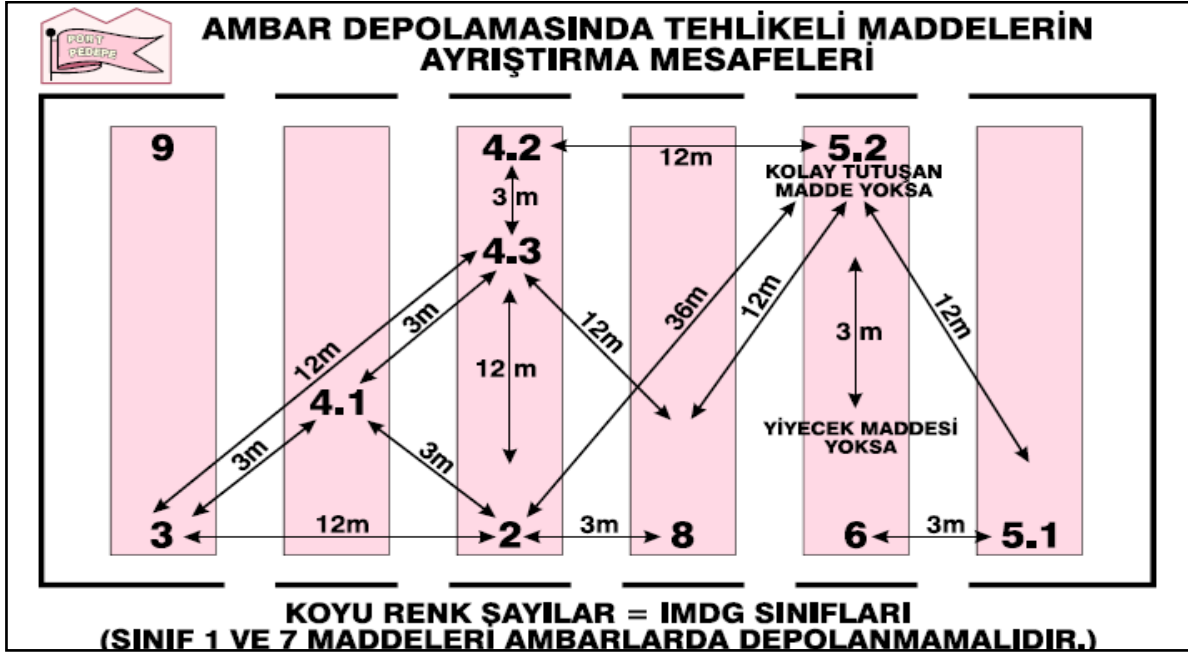 PORT
PEDEPE
AMBAR DEPOLAMASINDA TEHLİKELİ MADDELERİN
AYRIŞTIRMA MESAFELERİ
9
4.2
12m
5.2
KOLAY TUTUŞAN
MADDE YOKSA
3 m
4.3
3m
12m
12m
36m
12m
12m
12 m
3 m
4.1
3m
3m
YİYECEK MADDESİ
YOKSA
3
12m
2
3m
8
6
3m
5.1
KOYU RENK ŞAYILAR = IMDG SINIFLARI
(SINIF 1 VE 7 MADDELERİ AMBARLARDA DEPOLANMAMALIDIR.)